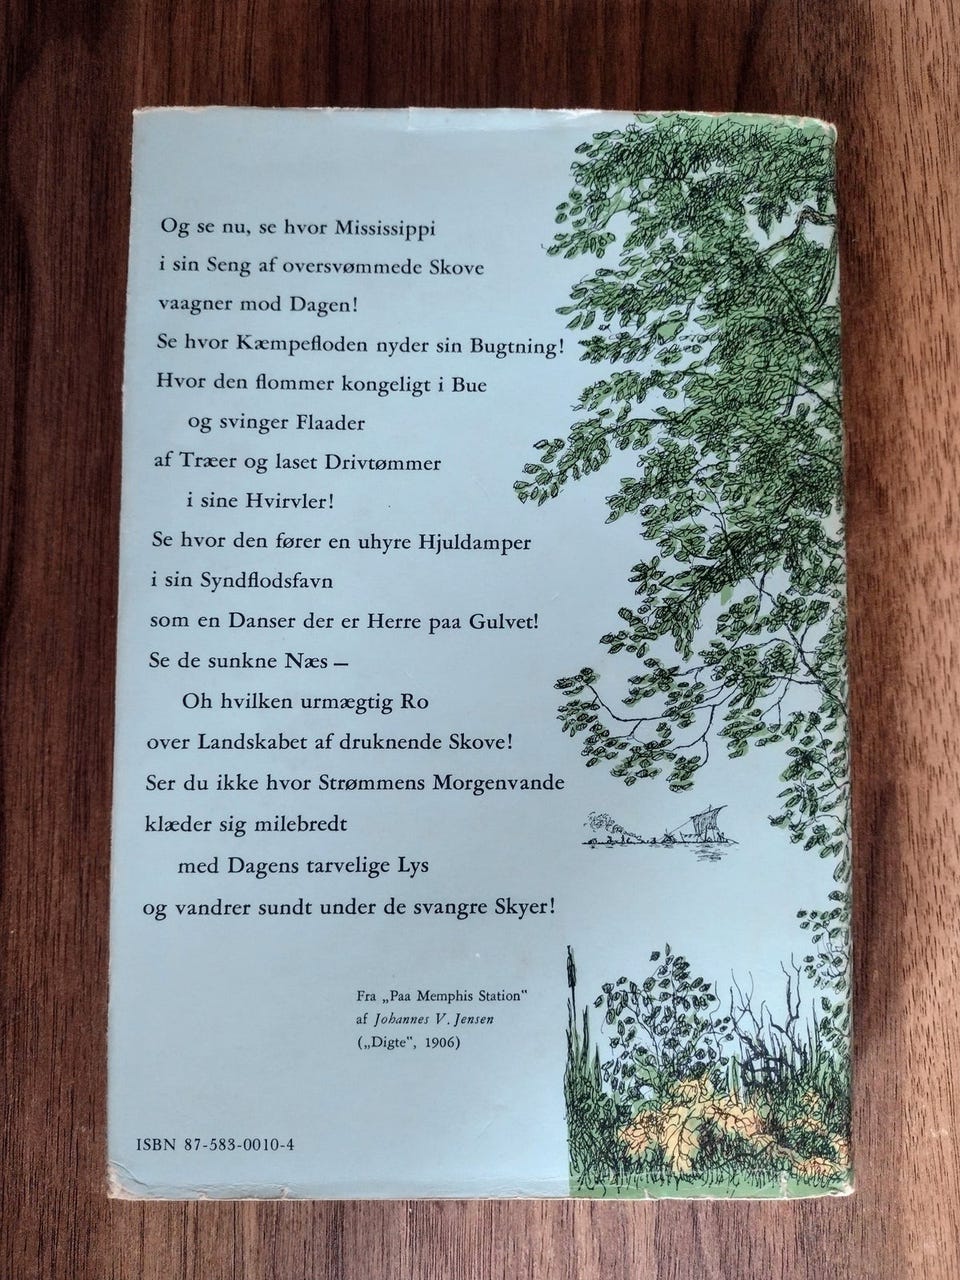 Og se nu, se hvor Mississippi
i sin Seng af oversvømmede Skove
vaagner mod Dagen!
Se hvor Kæmpefloden nyder sin Bugtning!
Hvor den flommer kongeligt i Bue
og svinger Flaader
af Træer og laset Drivtømmer
i sine Hvirvler!
Se hvor den fører en uhyre Hjuldamper
i sin Syndflodsfavn
som en Danser der er Herre paa Gulvet!
Se de sunkne Næs —
Oh hvilken urmægtig Ro
over Landskabet af druknende Skove!
Ser du ikke hvor Strømmens Morgenvande
klæder sig milebredt
med Dagens tarvelige Lys
og vandrer sundt under de svangre Skyer!
Fra „Paa Memphis Station"
af Johannes V. Jensen
(„Digte", 1906)
ISBN 87-583-0010-4